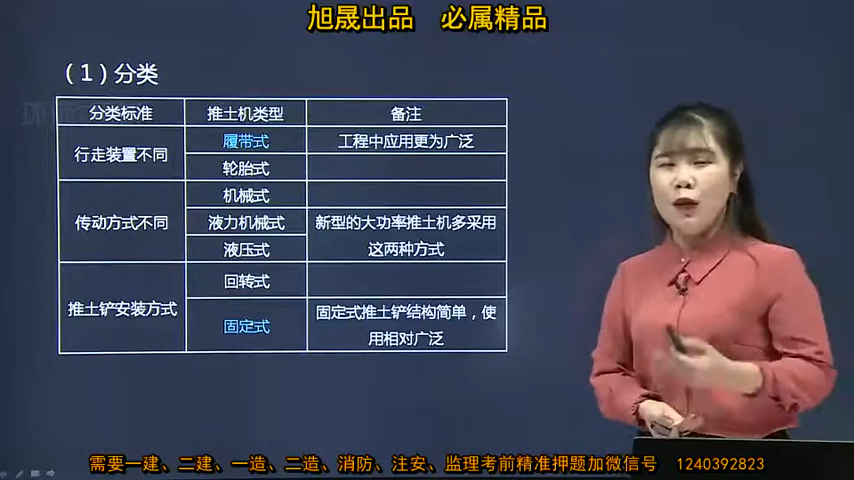 旭晟出品 必属精品
（1）分类
分类标准 推土机类型 备注
行走装置不同 履带式 工程中应用更为广泛
轮胎式
传动方式不同 机械式
液力机械式 新型的大功率推土机多采用
液压式 这两种方式
推土铲安装方式 回转式
固定式 固定式推土铲结构简单，使
用相对广泛
需要一建、二建、一造、二造、消防、注安、监理考前精准押题加微信号 1240392823